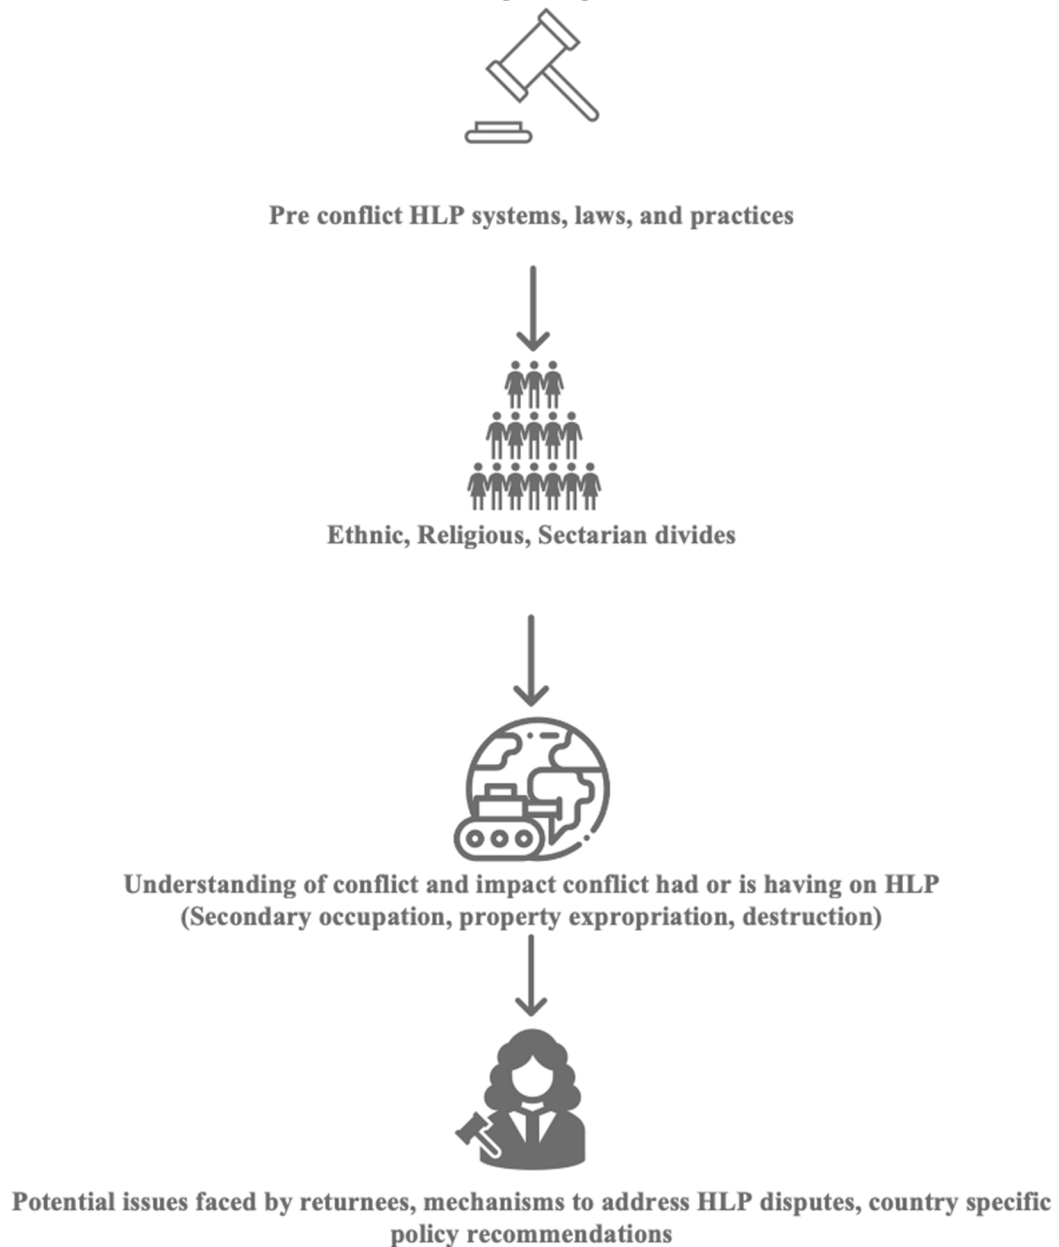 Pre conflict HLP systems, laws, and practices
Ethnic, Religious, Sectarian divides
Understanding of conflict and impact conflict had or is having on HLP
(Secondary occupation, property expropriation, destruction)
Potential issues faced by returnees, mechanisms to address HLP disputes, country specific
policy recommendations